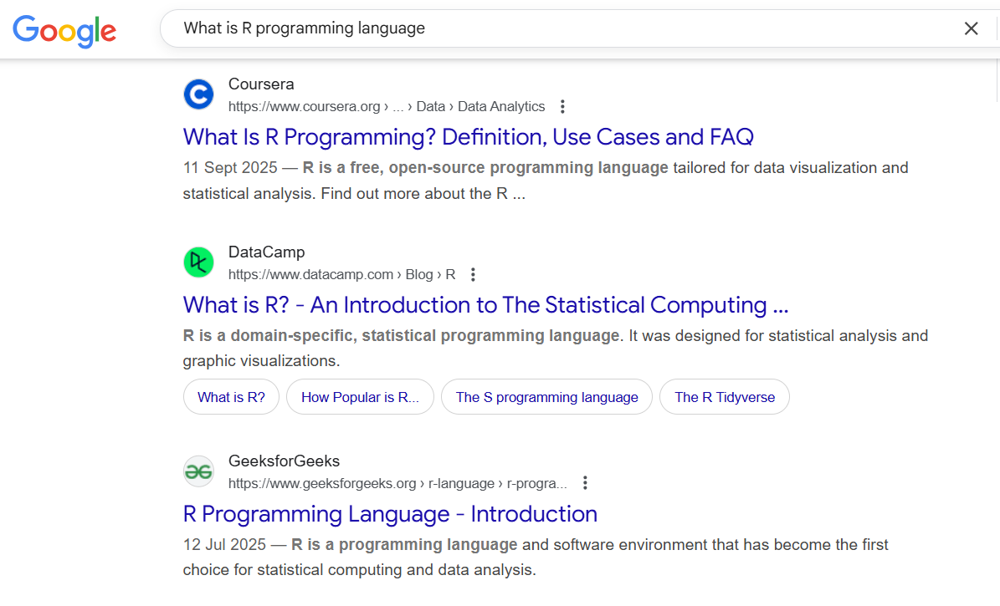 Google
What is R programming language
Coursera
https://www.coursera.org › ... › Data › Data Analytics
What Is R Programming? Definition, Use Cases and FAQ
11 Sept 2025 — R is a free, open-source programming language tailored for data visualization and
statistical analysis. Find out more about the R ...
DataCamp
https://www.datacamp.com › Blog › R
What is R? - An Introduction to The Statistical Computing ...
R is a domain-specific, statistical programming language. It was designed for statistical analysis and
graphic visualizations.
What is R? How Popular is R... The S programming language The R Tidyverse
GeeksforGeeks
https://www.geeksforgeeks.org › r-language › r-progra...
R Programming Language - Introduction
12 Jul 2025 — R is a programming language and software environment that has become the first
choice for statistical computing and data analysis.